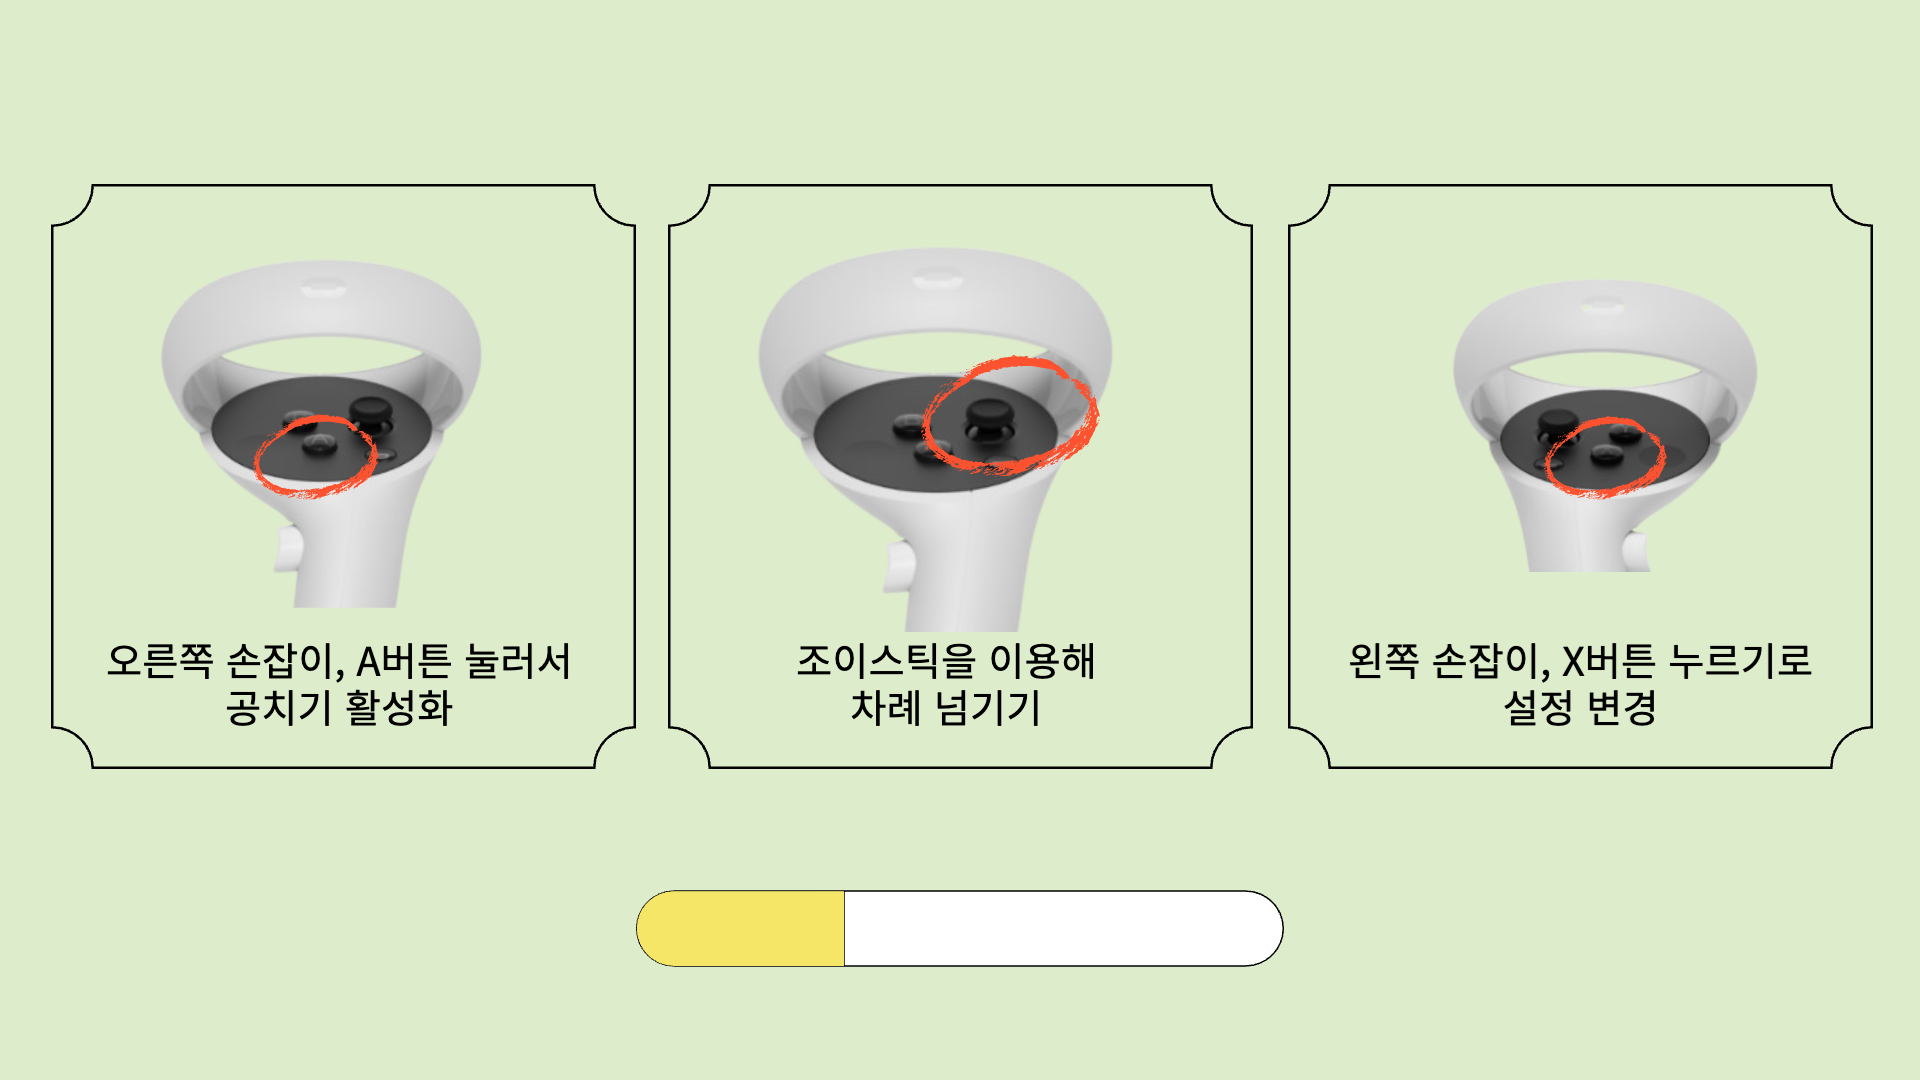 오른쪽 손잡이, A버튼 눌러서
공치기 활성화
조이스틱을 이용해
차례 넘기기
왼쪽 손잡이, X버튼 누르기로
설정 변경